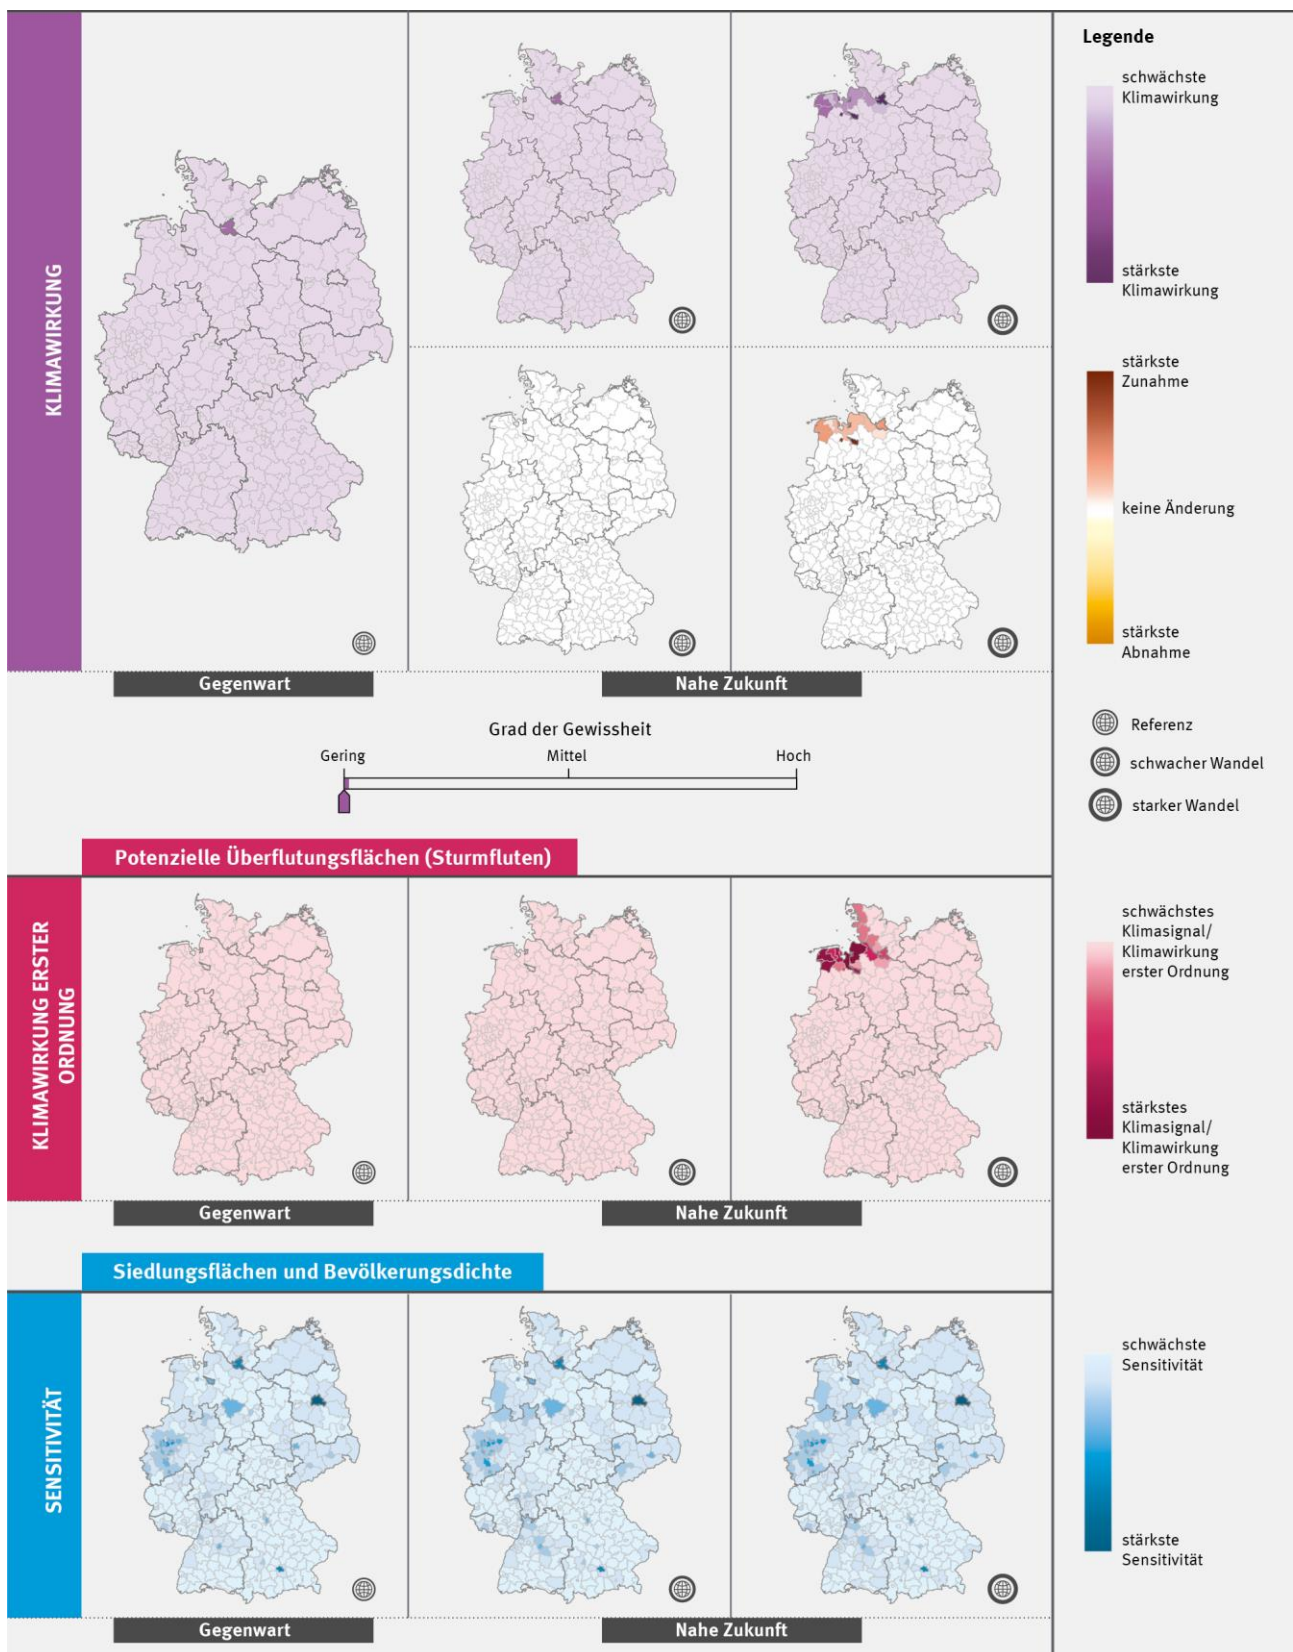 KLIMAWIRKUNG
Gegenwart
Nahe Zukunft
Grad der Gewissheit
Gering
Mittel
Hoch
Potenzielle Überflutungsflächen (Sturmfluten)
KLIMAWIRKUNG ERSTER
ORDNUNG
Gegenwart
Nahe Zukunft
Siedlungsflächen und Bevölkerungsdichte
SENSITIVITÄT
Gegenwart
Nahe Zukunft
Legende
schwächste
Klimawirkung
stärkste
Klimawirkung
stärkste
Zunahme
keine Änderung
stärkste
Abnahme
Referenz
schwacher Wandel
starker Wandel
schwächstes
Klimasignal/
Klimawirkung
erster Ordnung
stärkstes
Klimasignal/
Klimawirkung
erster Ordnung
schwächste
Sensitivität
stärkste
Sensitivität